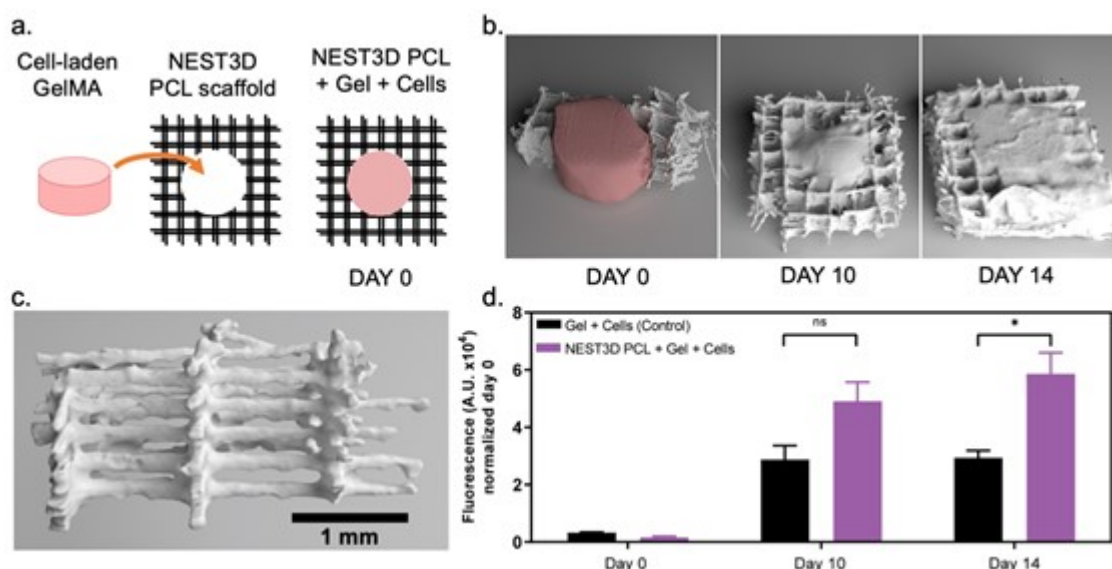 a.
Cell-laden
GelMA
NEST3D
PCL scaffold
NEST3D PCL
+ Gel + Cells
DAY 0
b.
DAY 0
DAY 10
DAY 14
c.
1 mm
d.
Fluorescence (A.U. x10⁴)
normalized day 0
8
6
4
2
0
Gel + Cells (Control)
NEST3D PCL + Gel + Cells
ns
*
Day 0
Day 10
Day 14